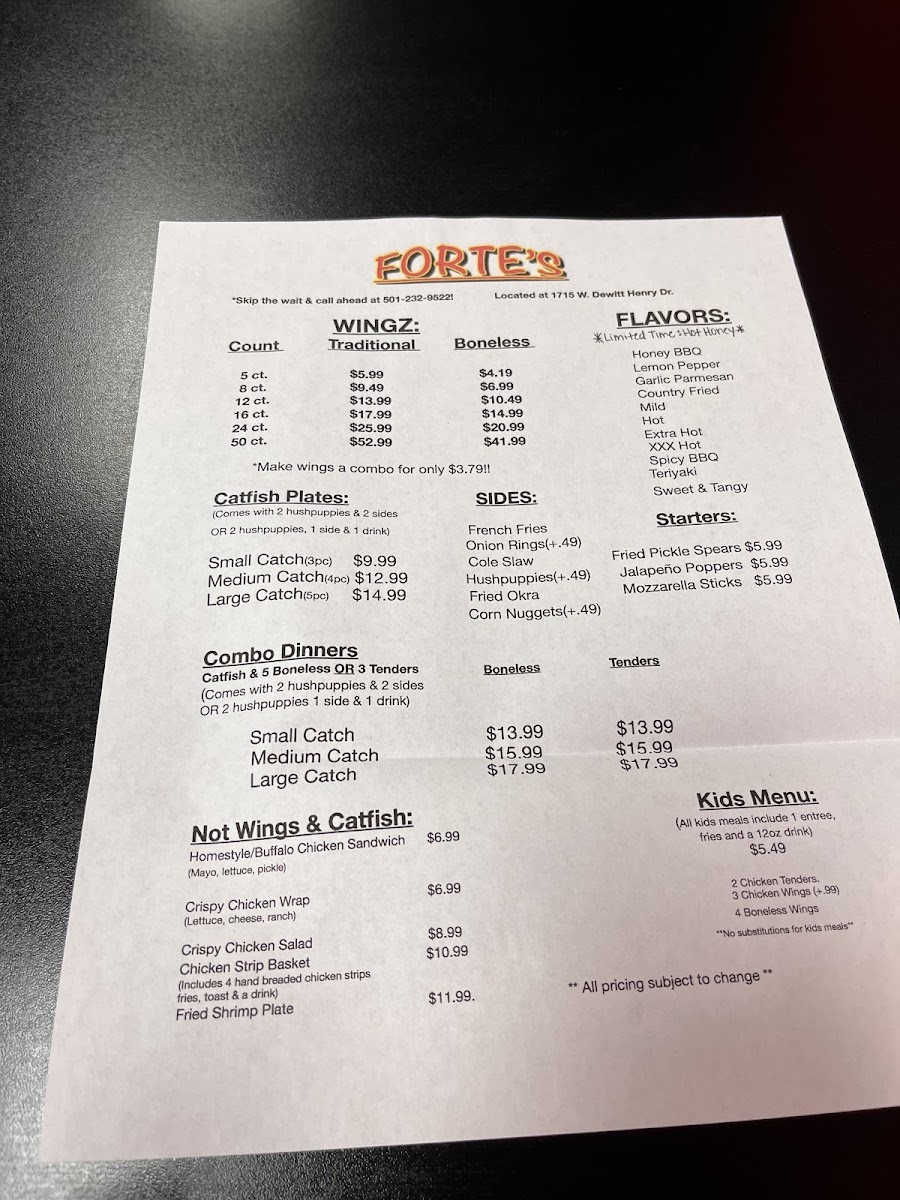 FORTE'S
*Skip the wait & call ahead at 501-232-9522! Located at 1715 W. Dewitt Henry Dr.
WINGZ:
Count Traditional Boneless
5 ct. $5.99 $4.19
8 ct. $9.49 $6.99
12 ct. $13.99 $10.49
16 ct. $17.99 $14.99
24 ct. $25.99 $20.99
50 ct. $52.99 $41.99
*Make wings a combo for only $3.79!!
FLAVORS:
*Limited Time: Hot Honey*
Honey BBQ
Lemon Pepper
Garlic Parmesan
Country Fried
Mild
Hot
Extra Hot
XXX Hot
Spicy BBQ
Teriyaki
Sweet & Tangy
Catfish Plates:
(Comes with 2 hushpuppies & 2 sides
OR 2 hushpuppies, 1 side & 1 drink)
Small Catch(3pc) $9.99
Medium Catch(4pc) $12.99
Large Catch(5pc) $14.99
SIDES:
French Fries
Onion Rings(+.49)
Cole Slaw
Hushpuppies(+.49)
Fried Okra
Corn Nuggets(+.49)
Starters:
Fried Pickle Spears $5.99
Jalapeño Poppers $5.99
Mozzarella Sticks $5.99
Combo Dinners
Catfish & 5 Boneless OR 3 Tenders
(Comes with 2 hushpuppies & 2 sides
OR 2 hushpuppies 1 side & 1 drink)
Boneless Tenders
Small Catch $13.99 $13.99
Medium Catch $15.99 $15.99
Large Catch $17.99 $17.99
Not Wings & Catfish:
Homestyle/Buffalo Chicken Sandwich $6.99
(Mayo, lettuce, pickle)
Crispy Chicken Wrap $6.99
(Lettuce, cheese, ranch)
Crispy Chicken Salad $8.99
Chicken Strip Basket $10.99
(Includes 4 hand breaded chicken strips
fries, toast & a drink)
Fried Shrimp Plate $11.99.
Kids Menu:
(All kids meals include 1 entree,
fries and a 12oz drink)
$5.49
2 Chicken Tenders.
3 Chicken Wings (+.99)
4 Boneless Wings
**No substitutions for kids meals**
** All pricing subject to change **